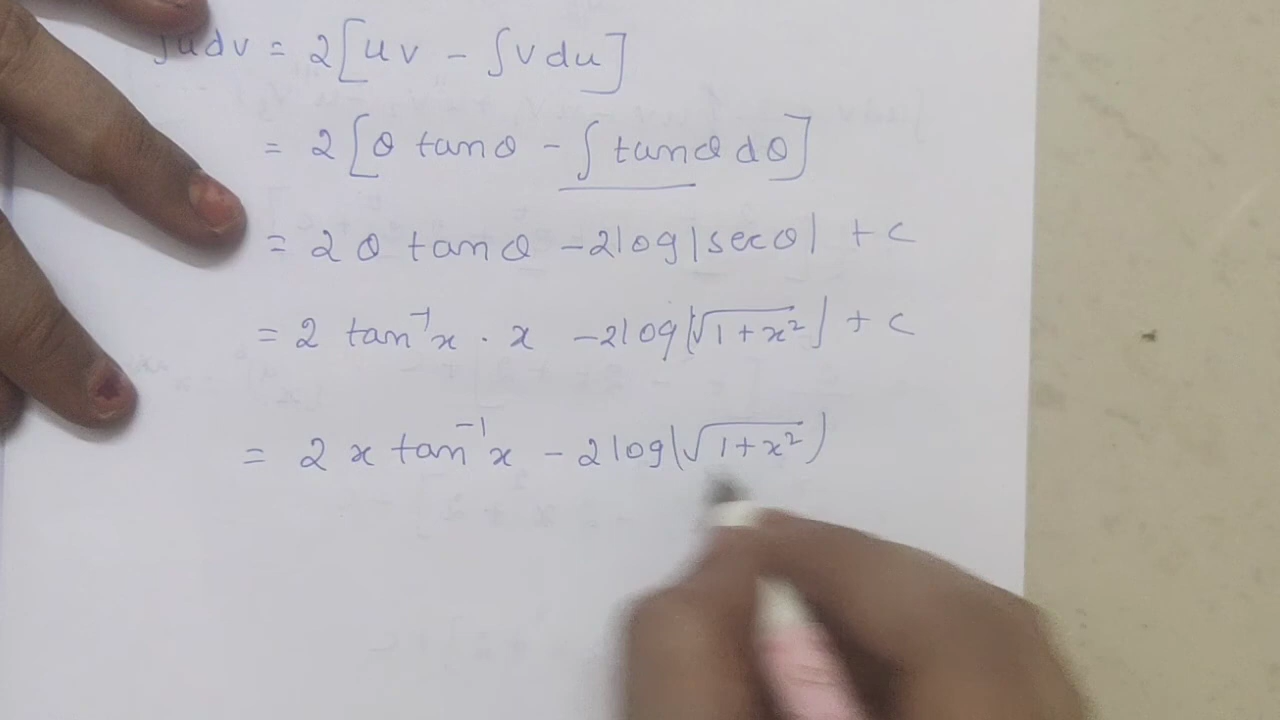 ∫udv = 2[uv - ∫vdu]
= 2[θ tanθ - ∫tanθ dθ]
= 2θ tanθ - 2log|secθ| + c
= 2 tan⁻¹x . x - 2log|√1+x²| + c
= 2x tan⁻¹x - 2log(√1+x²)